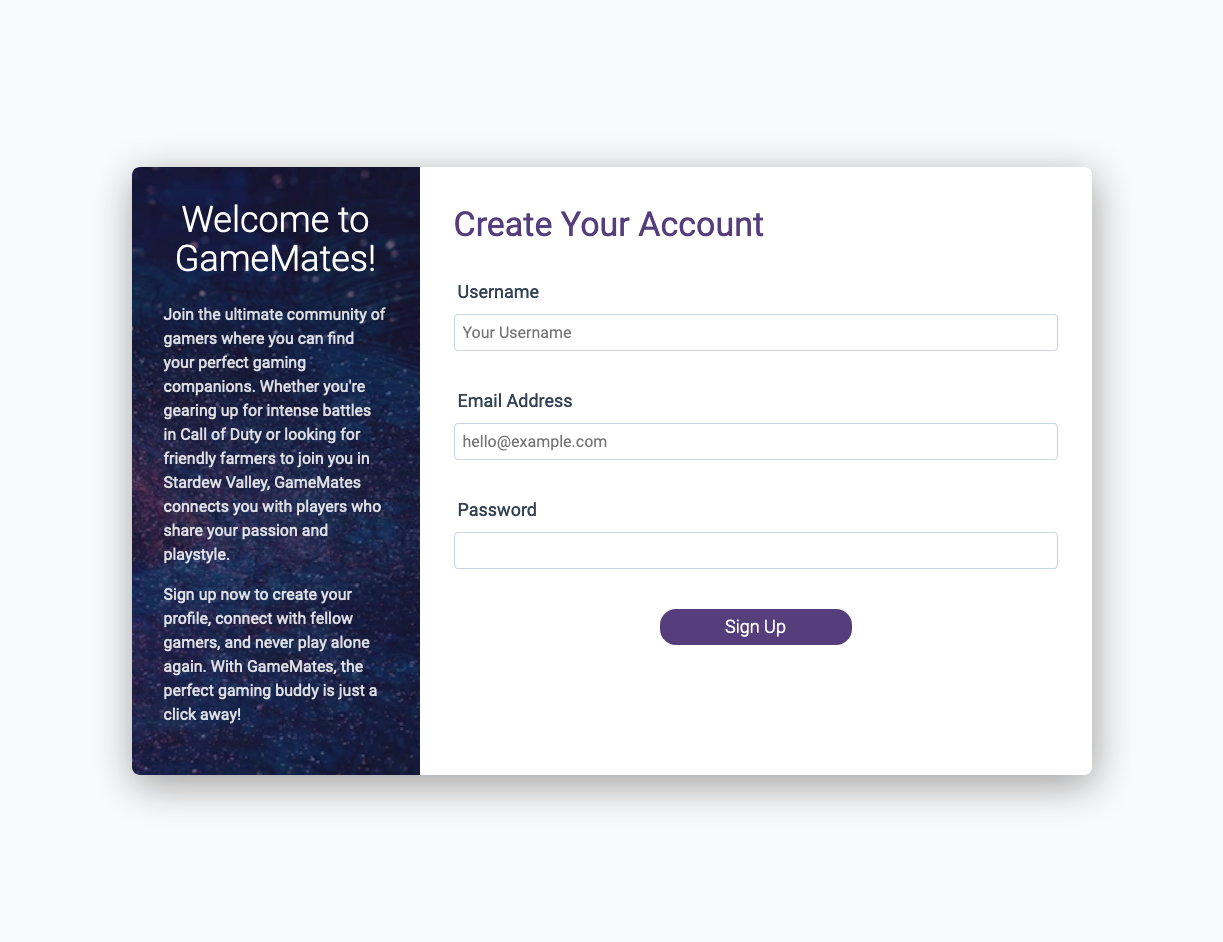 Welcome to
GameMates!
Join the ultimate community of
gamers where you can find
your perfect gaming
companions. Whether you're
gearing up for intense battles
in Call of Duty or looking for
friendly farmers to join you in
Stardew Valley, GameMates
connects you with players who
share your passion and
playstyle.
Sign up now to create your
profile, connect with fellow
gamers, and never play alone
again. With GameMates, the
perfect gaming buddy is just a
click away!
Create Your Account
Username
Your Username
Email Address
hello@example.com
Password
Sign Up